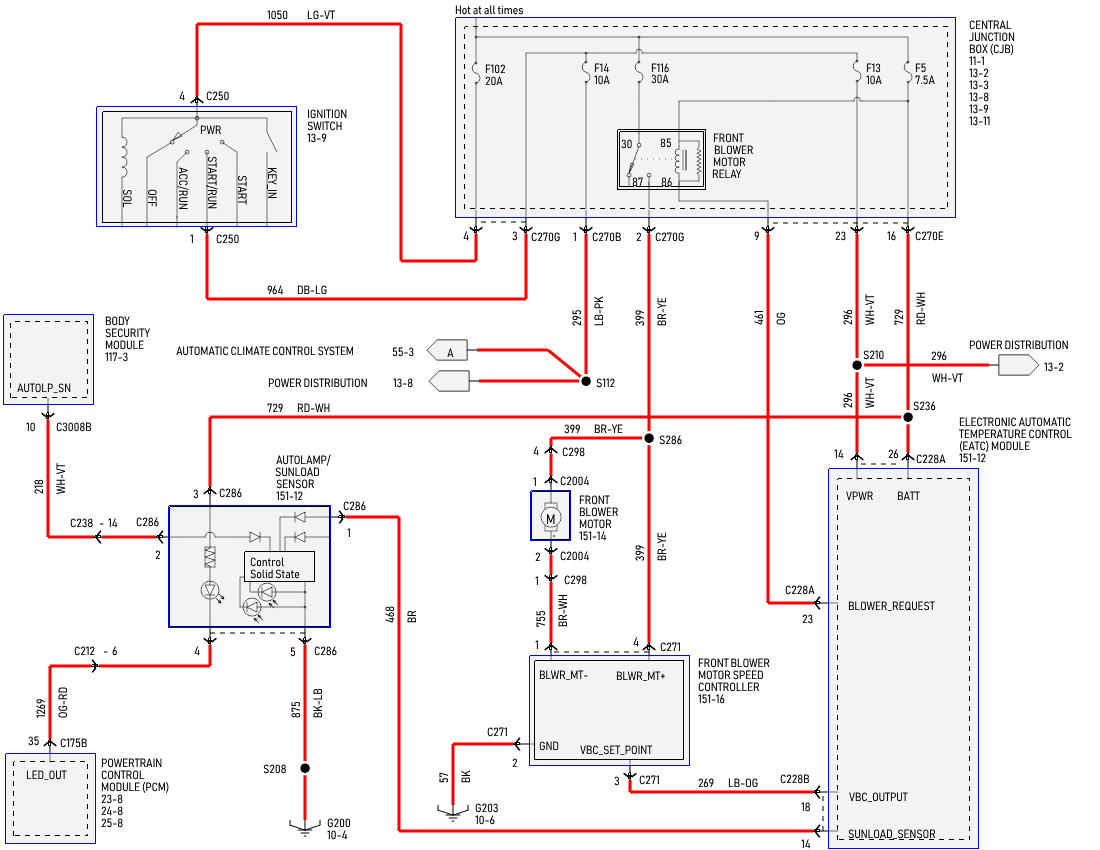 Hot at all times
1050 LG-VT
CENTRAL
JUNCTION
BOX (CJB)
11-1
13-2
13-3
13-8
13-9
13-11
F102
20A
F14
10A
F116
30A
F13
10A
F5
7.5A
4 C250
IGNITION
SWITCH
13-9
PWR
SOL
OFF
ACC/RUN
START/RUN
START
KEY_IN
1 C250
30
85
87
86
FRONT
BLOWER
MOTOR
RELAY
4
3 C270G
1 C270B
2 C270G
9
23
16 C270E
964 DB-LG
295 LB-PK
399 BR-YE
461 OG
296 WH-VT
729 RD-WH
BODY
SECURITY
MODULE
117-3
AUTOLP_SN
10 C3008B
AUTOMATIC CLIMATE CONTROL SYSTEM 55-3 A
POWER DISTRIBUTION 13-8
S112
S210
296
WH-VT
POWER DISTRIBUTION
13-2
296 WH-VT
729 RD-WH
S236
399 BR-YE
S286
ELECTRONIC AUTOMATIC
TEMPERATURE CONTROL
(EATC) MODULE
151-12
14
26 C228A
VPWR
BATT
218 WH-VT
AUTOLAMP/
SUNLOAD
SENSOR
151-12
3 C286
C286
1
C238 - 14
C286
2
Control
Solid State
4 C298
1 C2004
M
FRONT
BLOWER
MOTOR
151-14
2 C2004
1 C298
755 BR-WH
399 BR-YE
468 BR
C228A
23
BLOWER_REQUEST
C212 - 6
4
5 C286
1269 OG-RD
875 BK-LB
1
4 C271
BLWR_MT-
BLWR_MT+
FRONT BLOWER
MOTOR SPEED
CONTROLLER
151-16
C271
2
GND
VBC_SET_POINT
3 C271
57 BK
G203
10-6
269 LB-OG
C228B
18
VBC_OUTPUT
14
SUNLOAD_SENSOR
35 C175B
LED_OUT
POWERTRAIN
CONTROL
MODULE (PCM)
23-8
24-8
25-8
S208
G200
10-4